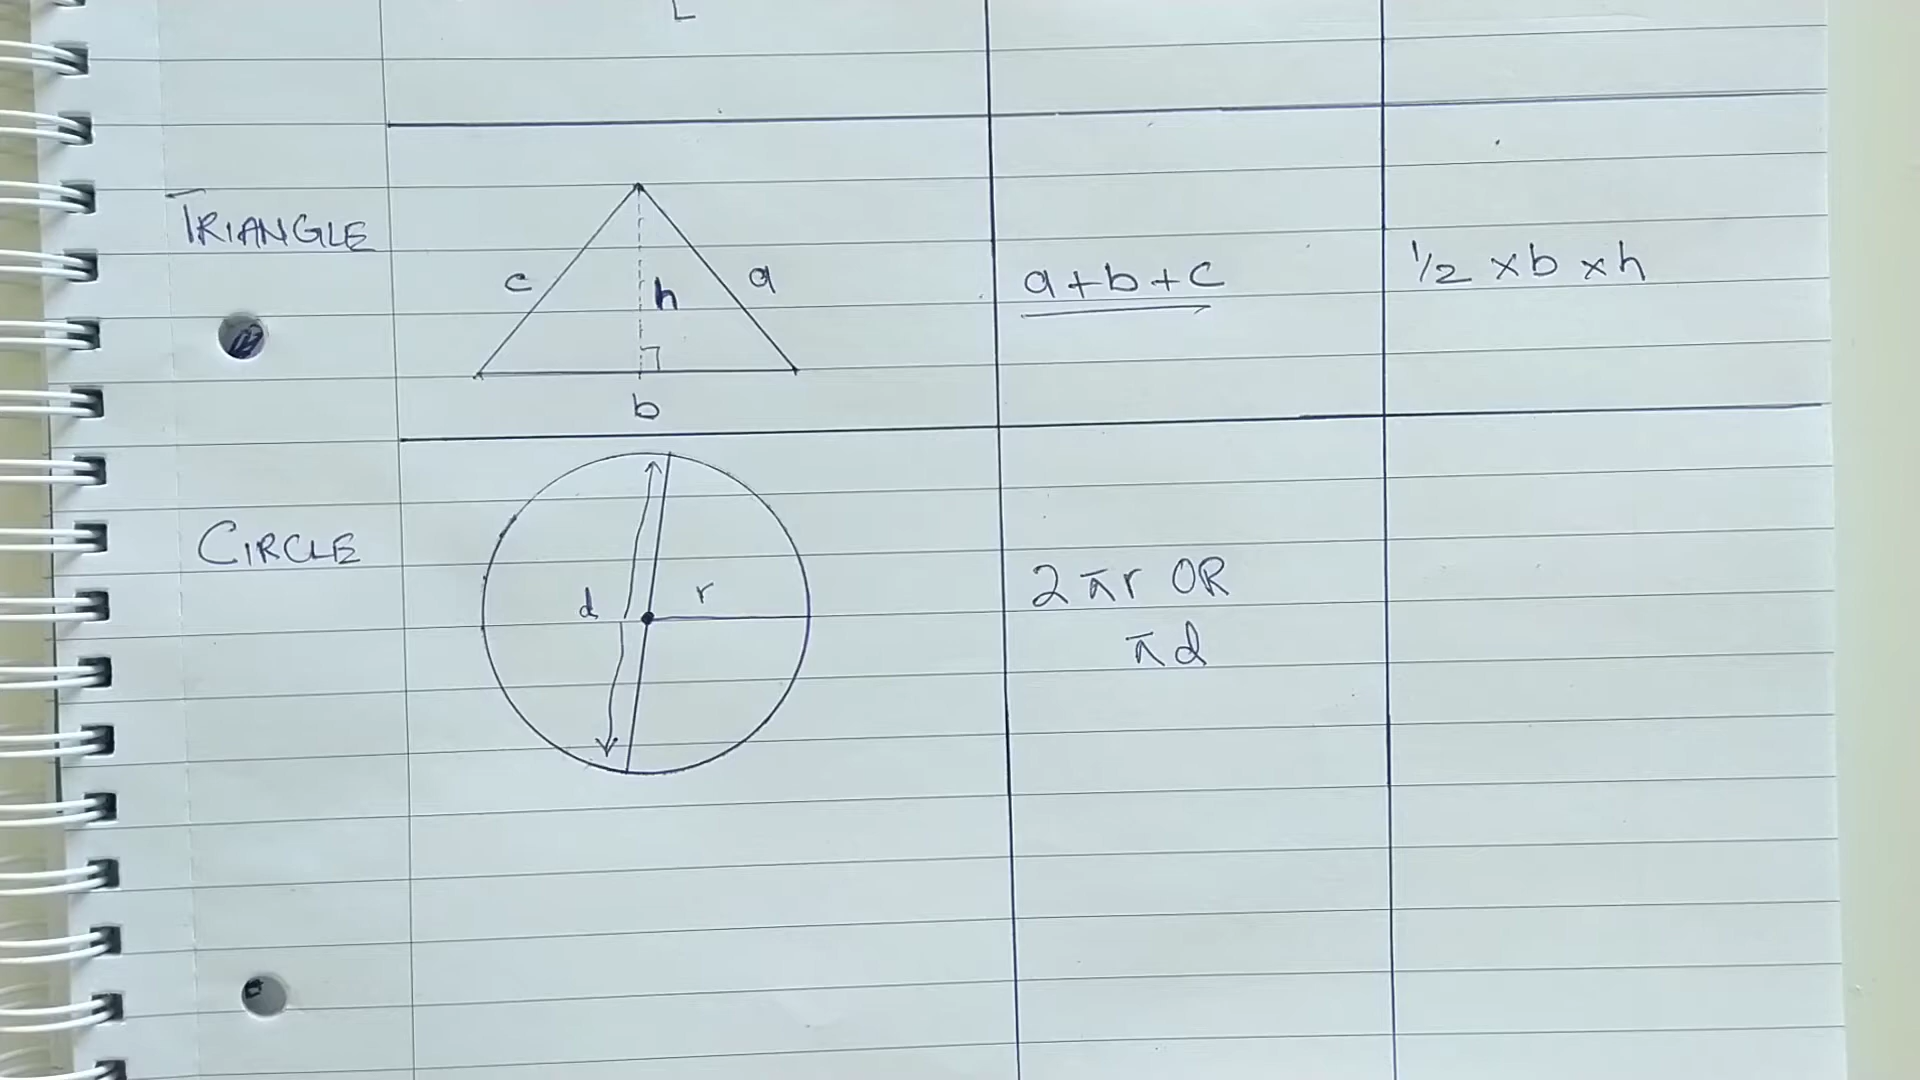 L
TRIANGLE
c
h
a
b
a+b+c
1/2 x b x h
CIRCLE
d
r
2πr OR
πd